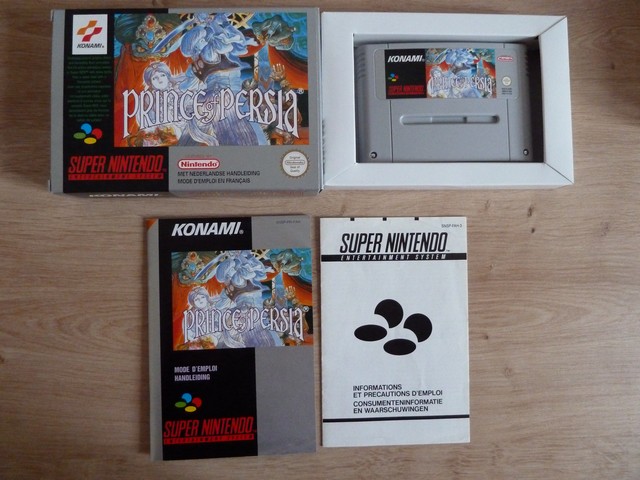 KONAMI
PRINCE of PERSIA
SUPER NINTENDO
ENTERTAINMENT SYSTEM
Nintendo
MET NEDERLANDSE HANDLEIDING
MODE D'EMPLOI EN FRANÇAIS
KONAMI
KONAMI
PRINCE of PERSIA
SUPER NINTENDO
KONAMI
PRINCE of PERSIA
MODE D'EMPLOI
HANDLEIDING
SUPER NINTENDO
ENTERTAINMENT SYSTEM
SUPER NINTENDO
ENTERTAINMENT SYSTEM
INFORMATIONS
ET PRECAUTIONS D'EMPLOI
CONSUMENTENINFORMATIE
EN WAARSCHUWINGEN